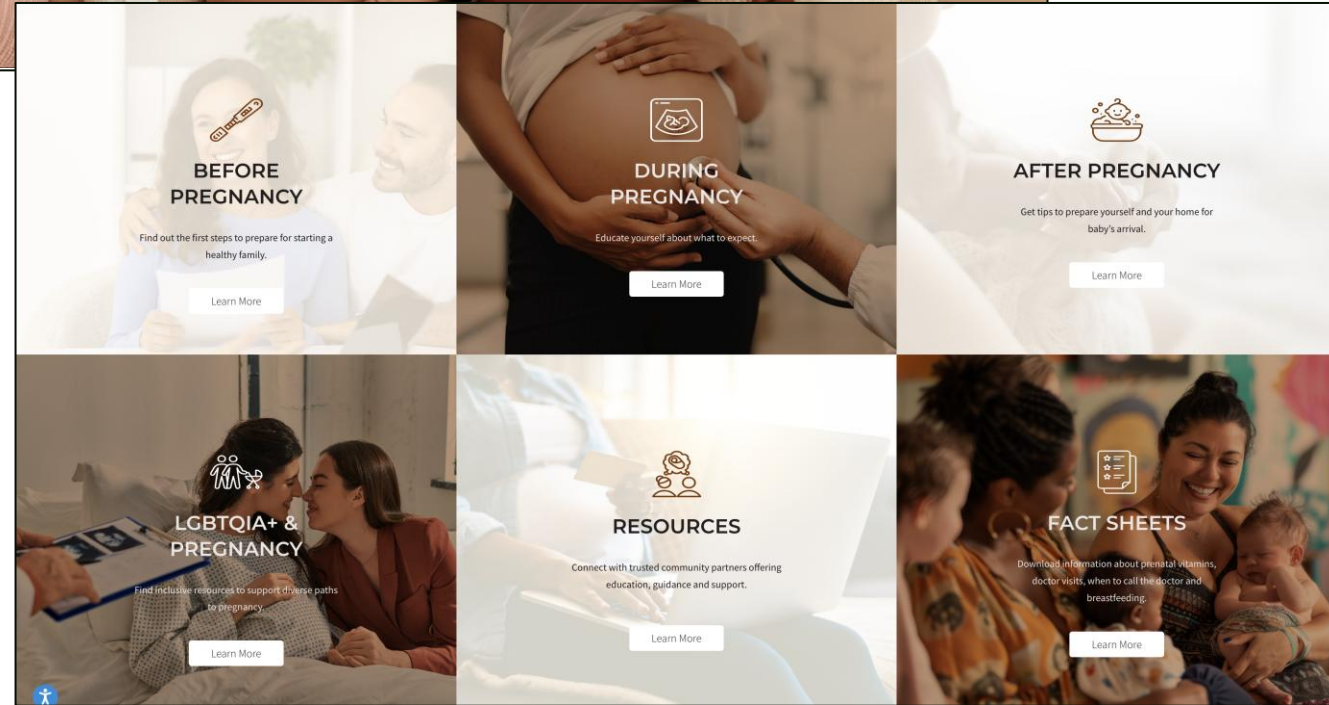 BEFORE
PREGNANCY
Find out the first steps to prepare for starting a
healthy family.
Learn More
DURING
PREGNANCY
Educate yourself about what to expect.
Learn More
AFTER PREGNANCY
Get tips to prepare yourself and your home for
baby's arrival.
Learn More
LGBTQIA+ &
PREGNANCY
Find inclusive resources to support diverse paths
to pregnancy.
Learn More
RESOURCES
Connect with trusted community partners offering
education, guidance and support.
Learn More
FACT SHEETS
Download information about prenatal vitamins,
doctor visits, when to call the doctor and
breastfeeding.
Learn More